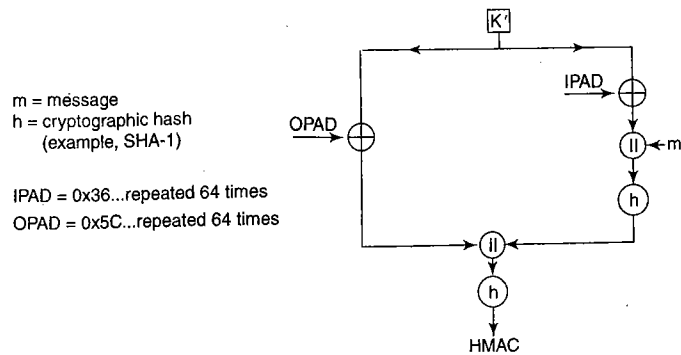 K'
IPAD
m = message
h = cryptographic hash
(example, SHA-1)
OPAD
|| m
IPAD = 0x36...repeated 64 times
h
OPAD = 0x5C...repeated 64 times
||
h
HMAC